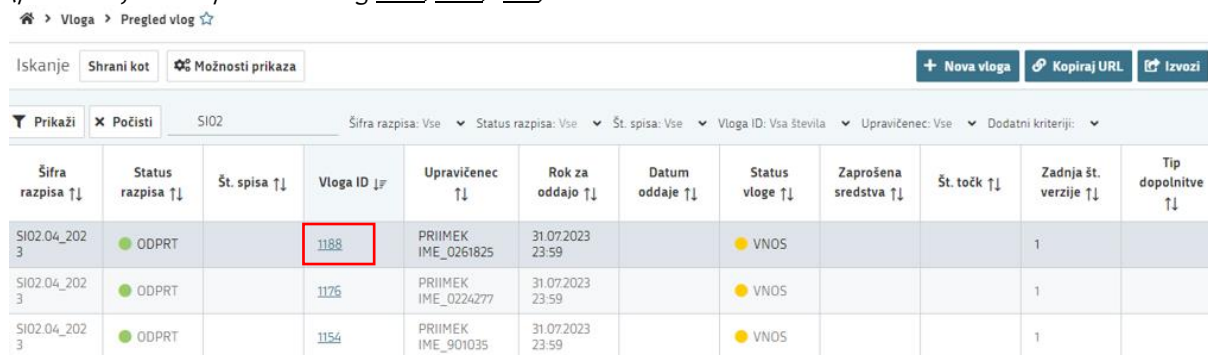 Vloga > Pregled vlog
Iskanje Shrani kot Možnosti prikaza + Nova vloga Kopiraj URL Izvozi
Prikaži × Počisti SI02 Šifra razpisa: Vse Status razpisa: Vse Št. spisa: Vse Vloga ID: Vsa števila Upravičenec: Vse Dodatni kriteriji:
Šifra razpisa ↑↓ Status razpisa ↑↓ Št. spisa ↑↓ Vloga ID Upravičenec ↑↓ Rok za oddajo ↑↓ Datum oddaje ↑↓ Status vloge ↑↓ Zaprošena sredstva ↑↓ Št. točk ↑↓ Zadnja št. verzije ↑↓ Tip dopolnitve ↑↓
SI02.04_2023 ODPRT 1188 PRIIMEK IME_0261825 31.07.2023 23:59 VNOS 1
SI02.04_2023 ODPRT 1176 PRIIMEK IME_0224277 31.07.2023 23:59 VNOS 1
SI02.04_2023 ODPRT 1154 PRIIMEK IME_901035 31.07.2023 23:59 VNOS 1